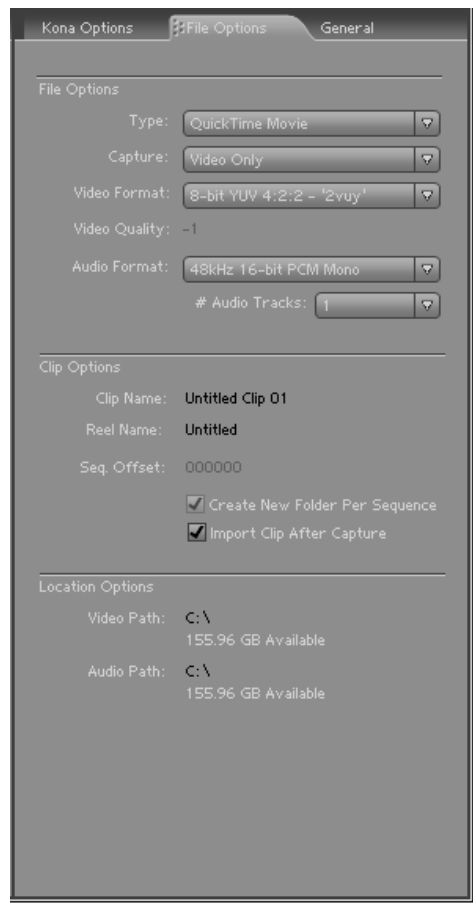 Kona Options File Options General
File Options
Type: QuickTime Movie
Capture: Video Only
Video Format: 8-bit YUV 4:2:2 - '2vuy'
Video Quality: -1
Audio Format: 48kHz 16-bit PCM Mono
# Audio Tracks: 1
Clip Options
Clip Name: Untitled Clip 01
Reel Name: Untitled
Seq. Offset: 000000
Create New Folder Per Sequence
Import Clip After Capture
Location Options
Video Path: C:\
155.96 GB Available
Audio Path: C:\
155.96 GB Available